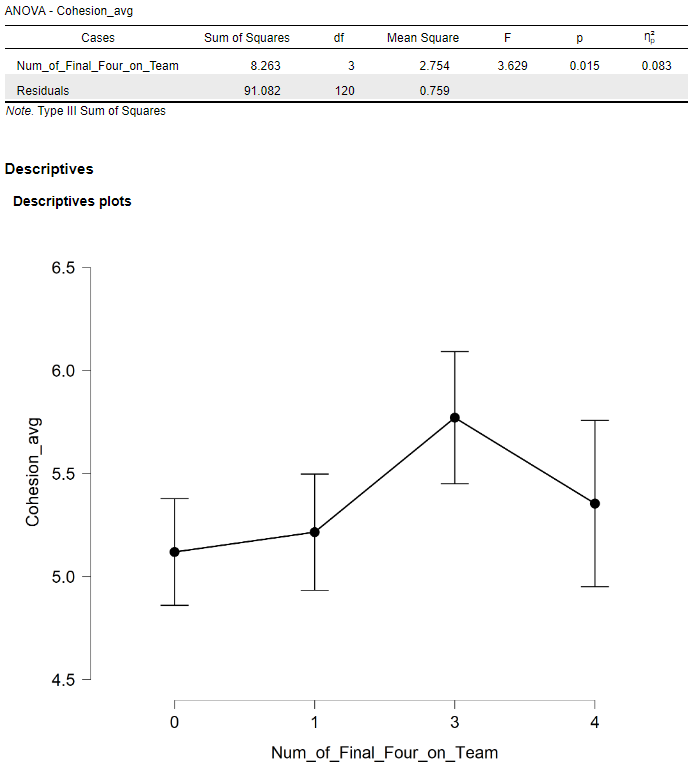 ANOVA - Cohesion_avg
Cases Sum of Squares df Mean Square F p η²ₚ
Num_of_Final_Four_on_Team 8.263 3 2.754 3.629 0.015 0.083
Residuals 91.082 120 0.759
Note. Type III Sum of Squares
Descriptives
Descriptives plots
6.5
6.0
5.5
5.0
4.5
Cohesion_avg
0 1 3 4
Num_of_Final_Four_on_Team